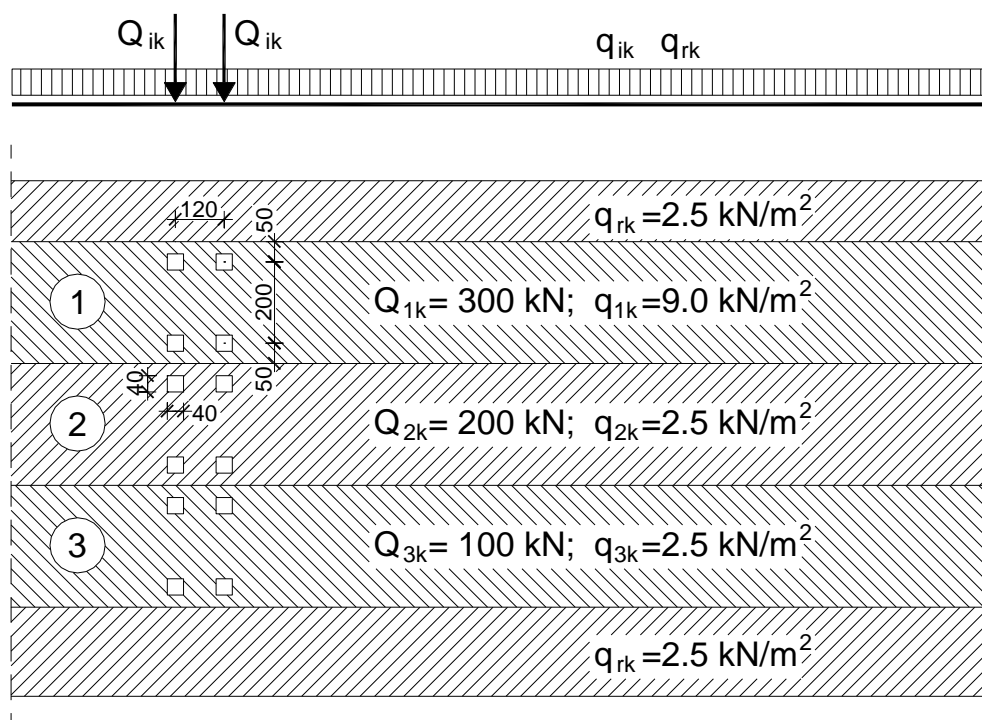 Q_ik Q_ik q_ik q_rk
120 50
q_rk =2.5 kN/m²
1 200 Q_1k= 300 kN; q_1k=9.0 kN/m²
50
40
40
2 Q_2k= 200 kN; q_2k=2.5 kN/m²
3 Q_3k= 100 kN; q_3k=2.5 kN/m²
q_rk =2.5 kN/m²